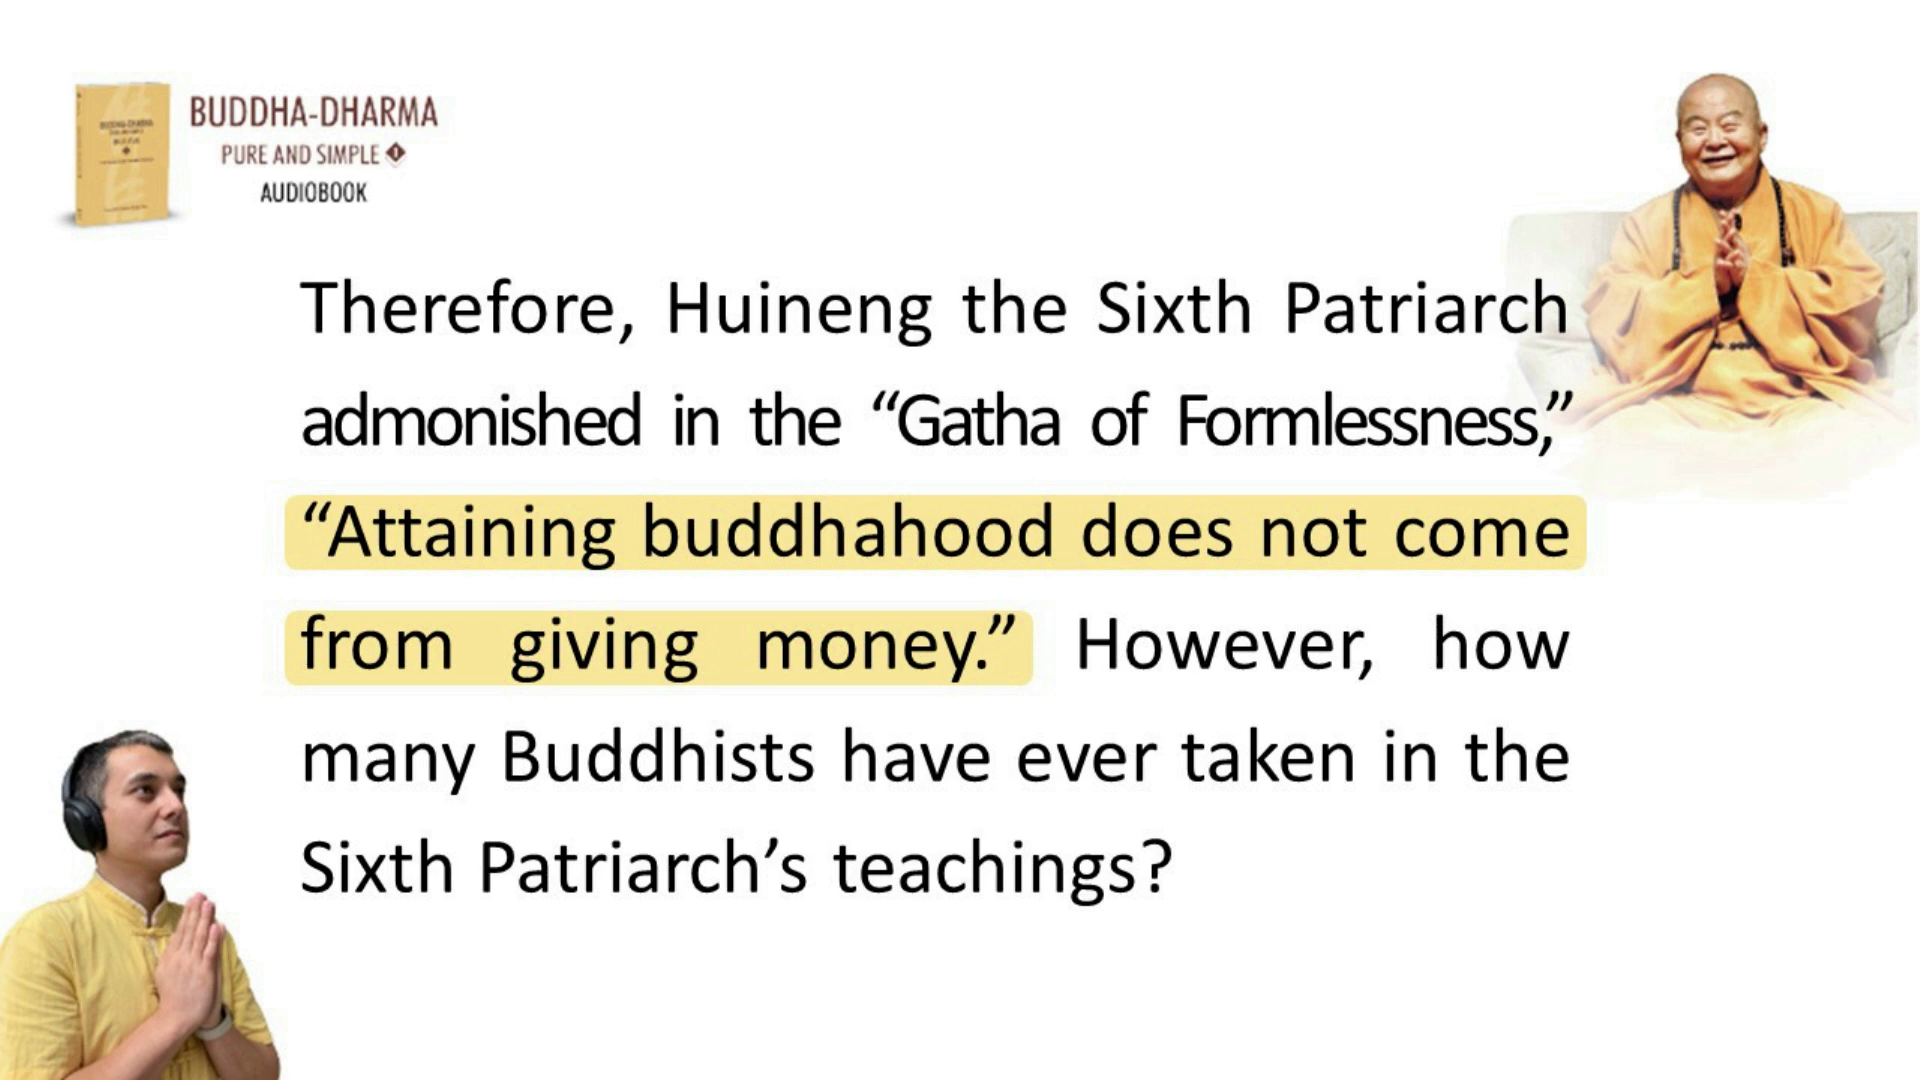 BUDDHA-DHARMA
PURE AND SIMPLE 1
AUDIOBOOK
Therefore, Huineng the Sixth Patriarch
admonished in the “Gatha of Formlessness,”
“Attaining buddhahood does not come
from giving money.” However, how
many Buddhists have ever taken in the
Sixth Patriarch’s teachings?